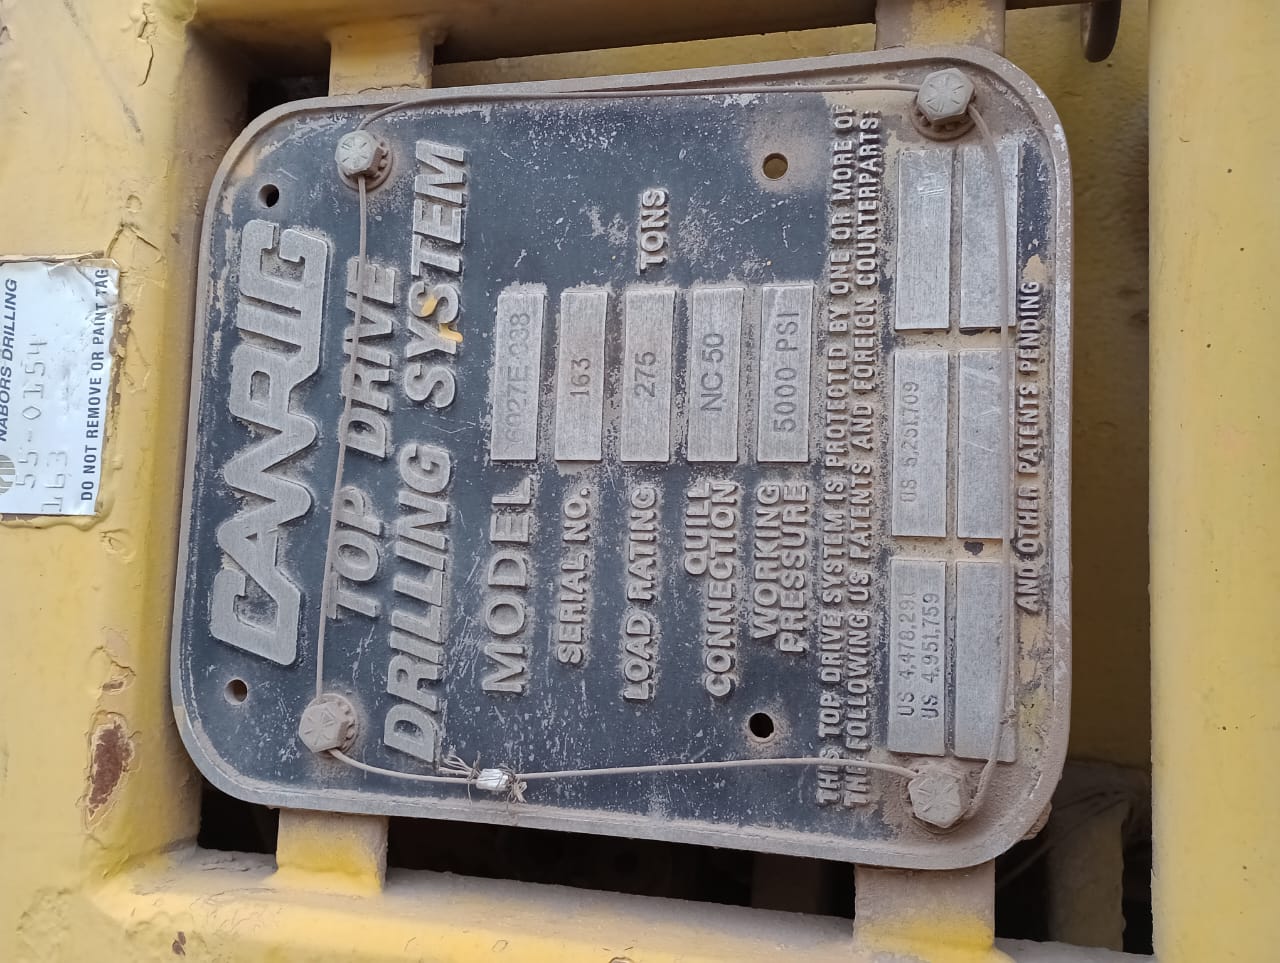 NABORS DRILLING
55-0154
163
DO NOT REMOVE OR PAINT TAG
CANRIG
TOP DRIVE
DRILLING SYSTEM
MODEL 6027E-938
SERIAL NO. 163
LOAD RATING 275 TONS
QUILL
CONNECTION NC 50
WORKING
PRESSURE 5000 PSI
THIS TOP DRIVE SYSTEM IS PROTECTED BY ONE OR MORE OF
THE FOLLOWING US PATENTS AND FOREIGN COUNTERPARTS:
US 4,478,291
US 4,951,759
US 5,251,709
AND OTHER PATENTS PENDING